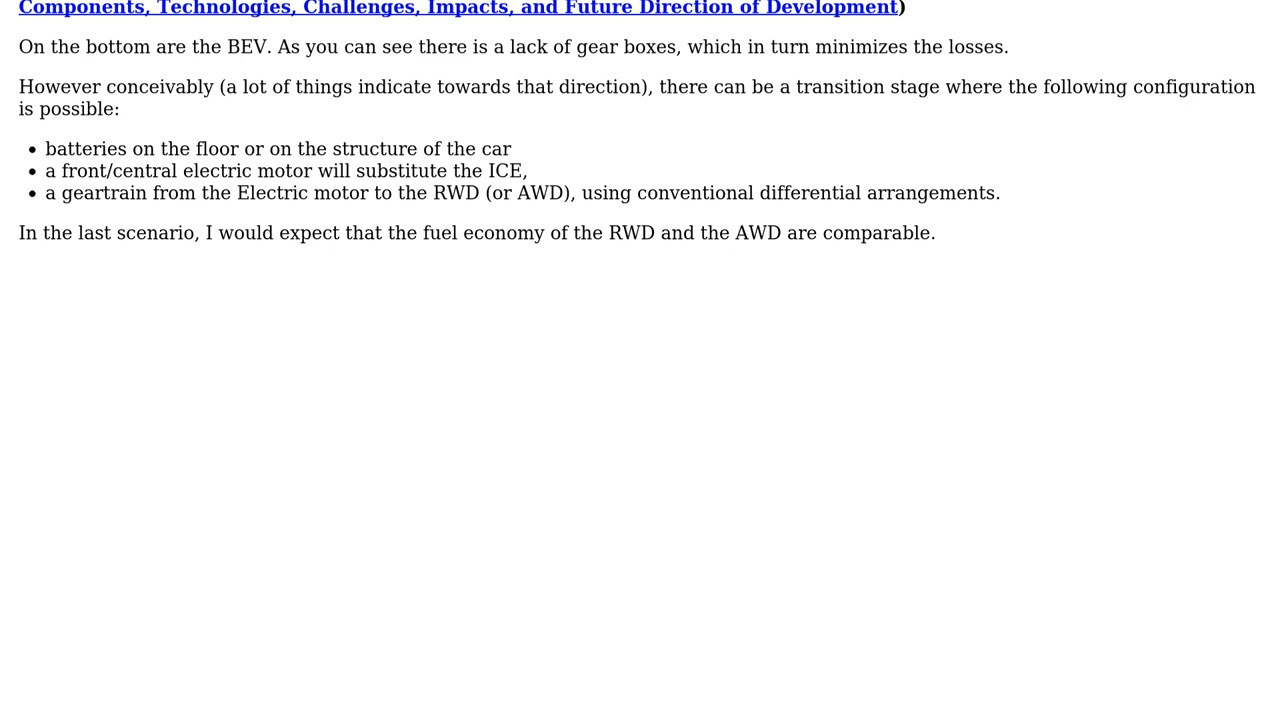 Components, Technologies, Challenges, Impacts, and Future Direction of Development)
On the bottom are the BEV. As you can see there is a lack of gear boxes, which in turn minimizes the losses.
However conceivably (a lot of things indicate towards that direction), there can be a transition stage where the following configuration
is possible:
• batteries on the floor or on the structure of the car
• a front/central electric motor will substitute the ICE,
• a geartrain from the Electric motor to the RWD (or AWD), using conventional differential arrangements.
In the last scenario, I would expect that the fuel economy of the RWD and the AWD are comparable.